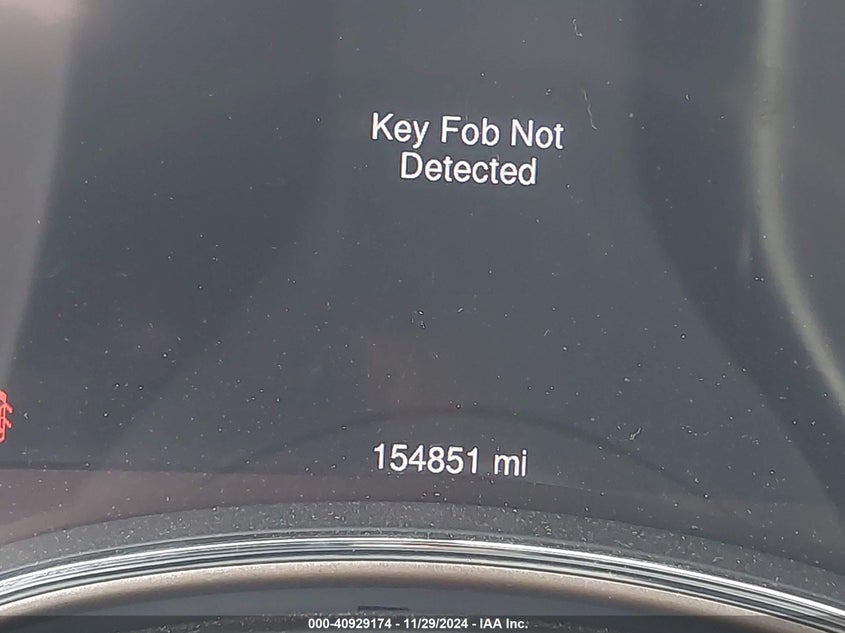 Key Fob Not
Detected
154851 mi
000-40929174 - 11/29/2024 - IAA Inc.